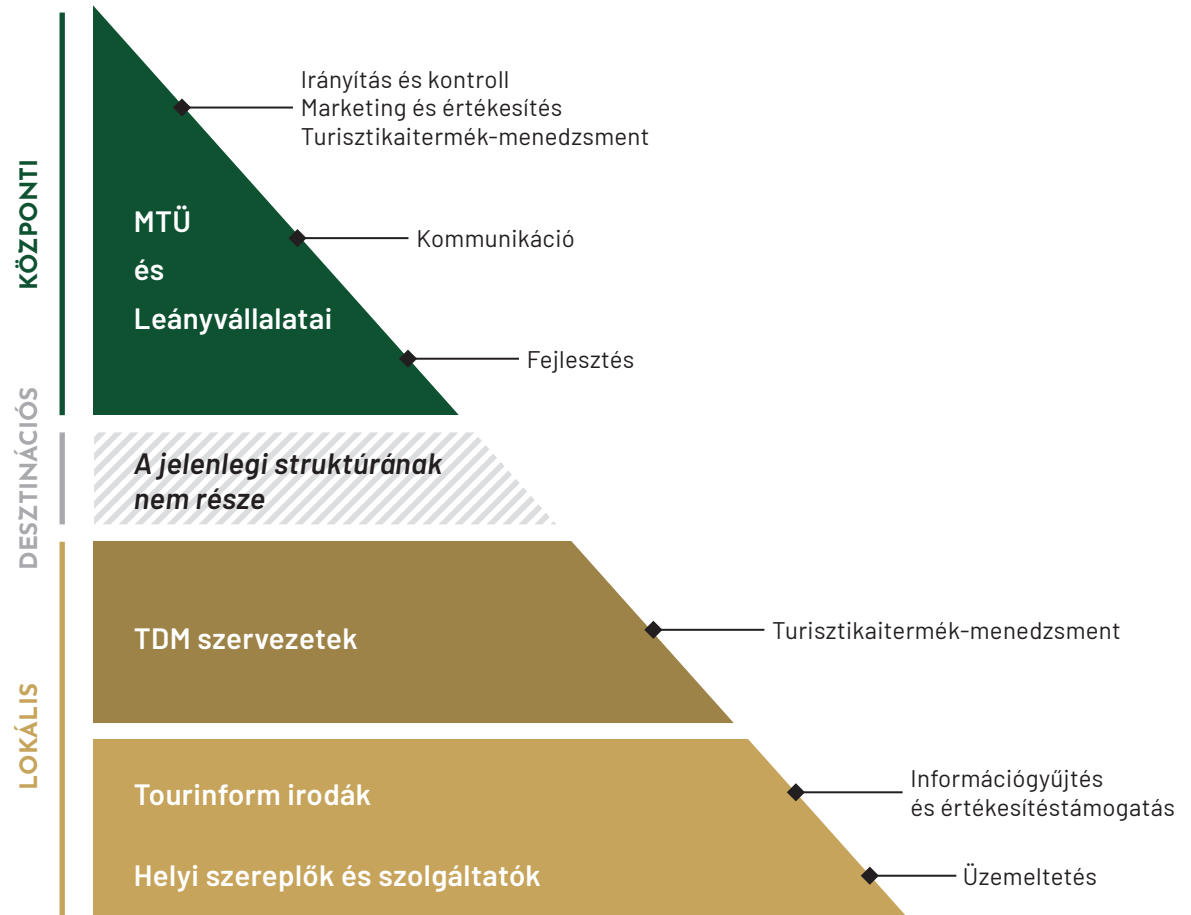 KÖZPONTI
Irányítás és kontroll
Marketing és értékesítés
Turisztikaitermék-menedzsment
MTÜ
és
Leányvállalatai
Kommunikáció
Fejlesztés
DESZTINÁCIÓS
A jelenlegi struktúrának
nem része
LOKÁLIS
TDM szervezetek
Turisztikaitermék-menedzsment
Tourinform irodák
Információgyűjtés
és értékesítéstámogatás
Helyi szereplők és szolgáltatók
Üzemeltetés